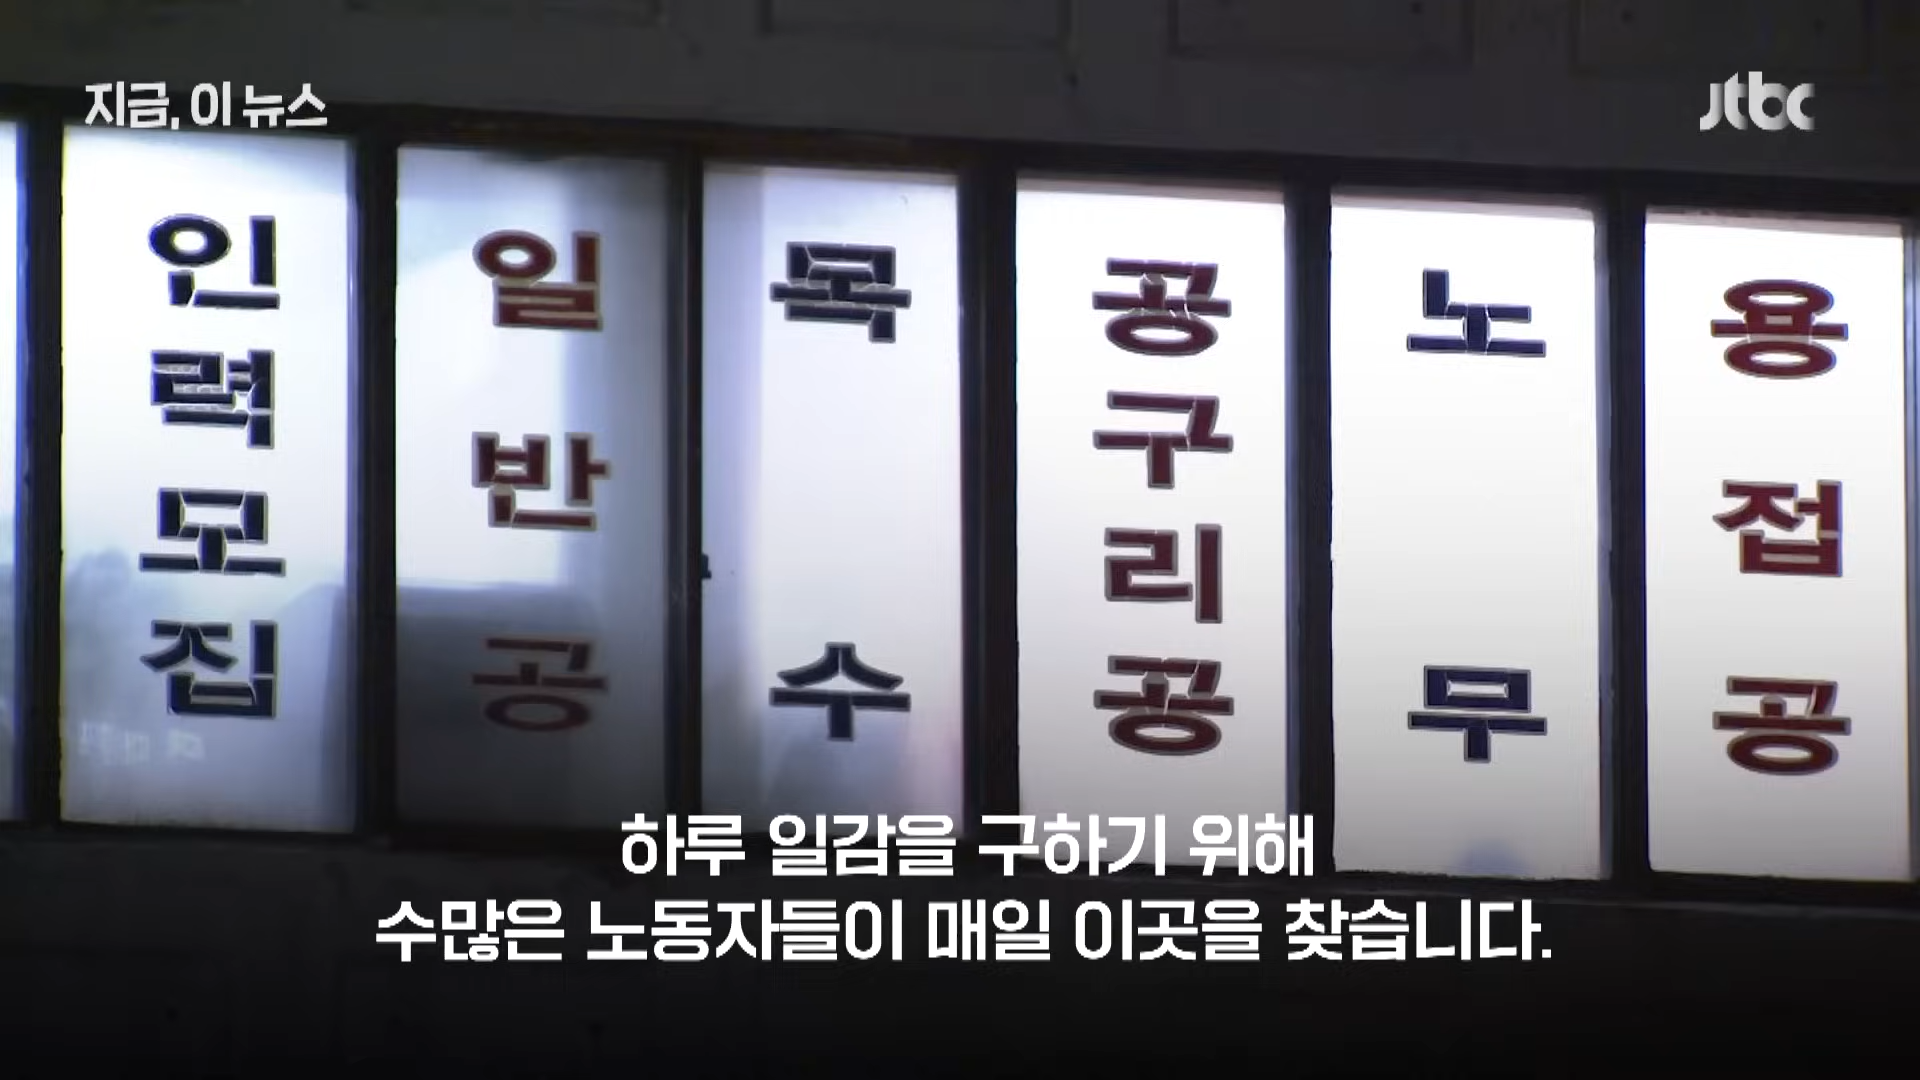 지금, 이 뉴스
jtbc
인력모집
일반공
목수
공구리공
노무
용접공
하루 일감을 구하기 위해
수많은 노동자들이 매일 이곳을 찾습니다.